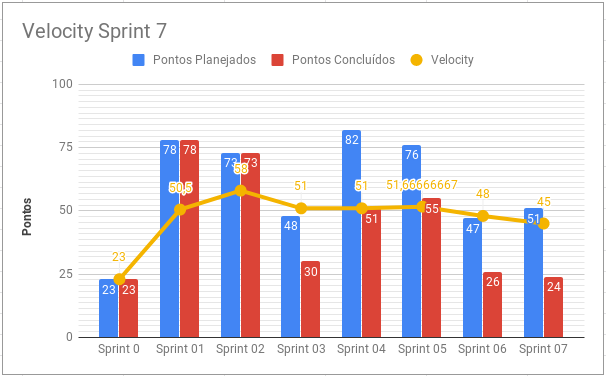 Velocity Sprint 7
Pontos Planejados Pontos Concluídos Velocity
Pontos
100
75
50
25
0
23 23 23
78 78 50,5
73 73 58
48 30 51
82 51 51
76 55 51,66666667
47 26 48
51 24 45
Sprint 0 Sprint 01 Sprint 02 Sprint 03 Sprint 04 Sprint 05 Sprint 06 Sprint 07